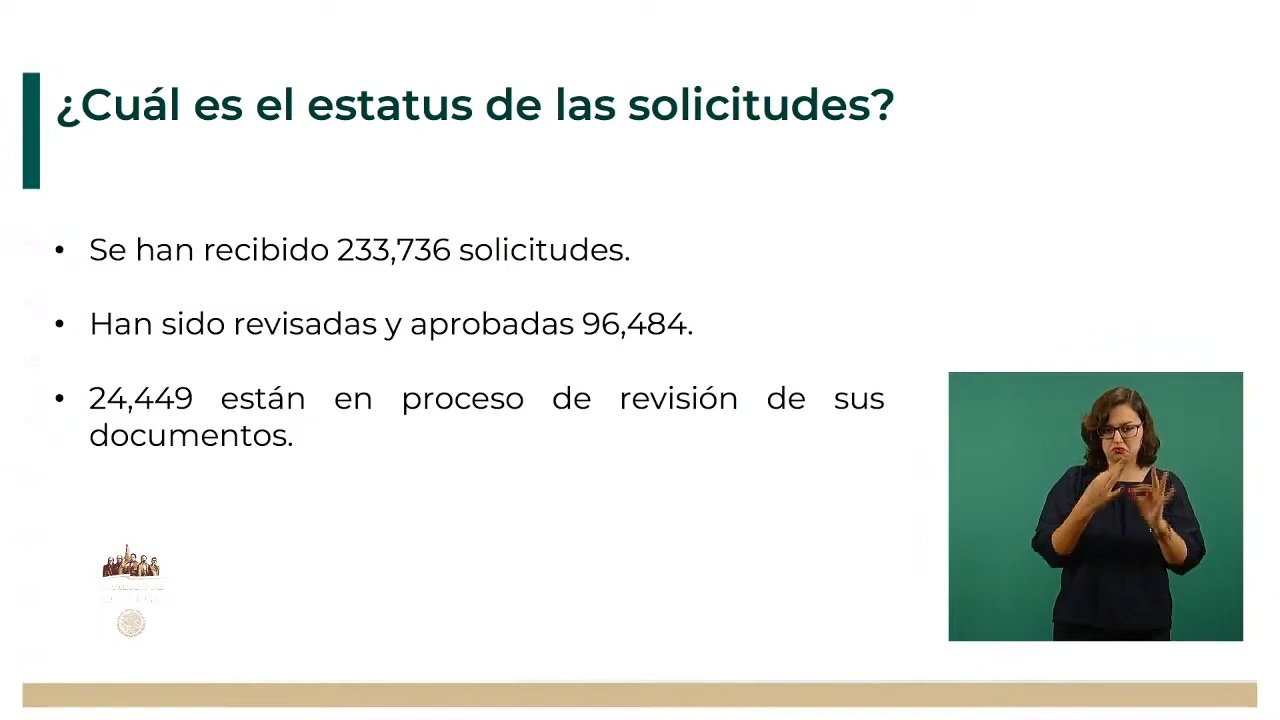 ¿Cuál es el estatus de las solicitudes?
• Se han recibido 233,736 solicitudes.
• Han sido revisadas y aprobadas 96,484.
• 24,449 están en proceso de revisión de sus
documentos.